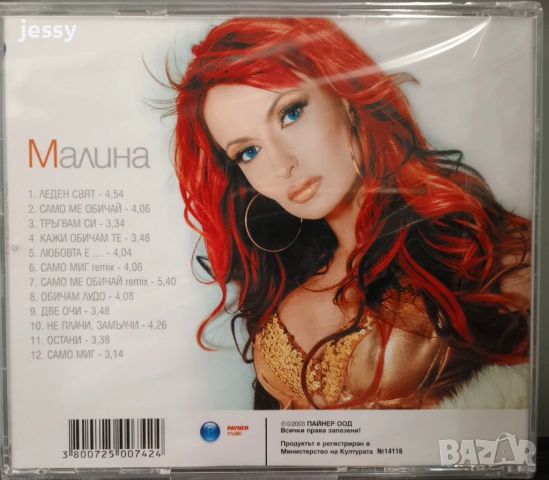 jessy
Малина
1. ЛЕДЕН СВЯТ - 4,54
2. САМО МЕ ОБИЧАЙ - 4,06
3. ТРЪГВАМ СИ - 3,34
4. КАЖИ ОБИЧАМ ТЕ - 3.48
5. ЛЮБОВТА Е .... - 4,04
6. САМО МИГ remix - 4,06
7. САМО МЕ ОБИЧАЙ remix - 5,40
8. ОБИЧАМ ЛУДО - 4,08
9. ДВЕ ОЧИ - 3,48
10. НЕ ПЛАЧИ, ЗАМЪЛЧИ - 4,26
11. ОСТАНИ - 3.38
12. САМО МИГ - 3,14
3800725007424
PAYNER
music
℗©2003 ПАЙНЕР ООД
Всички права запазени!
Продуктът е регистриран в
Министерство на Културата №14116
BAZAR